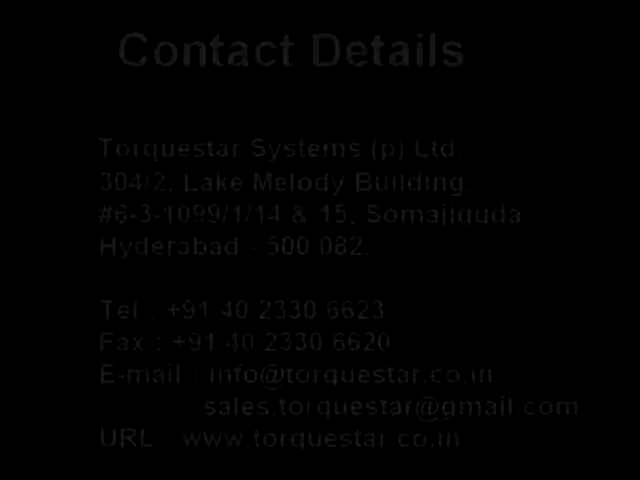 Contact Details
Torquestar Systems (p) Ltd.
304/2, Lake Melody Building,
#6-3-1099/1/14 & 15, Somajiguda
Hyderabad - 500 082.
Tel : +91 40 2330 6623
Fax : +91 40 2330 6620
E-mail : info@torquestar.co.in
sales.torquestar@gmail.com
URL www.torquestar.co.in